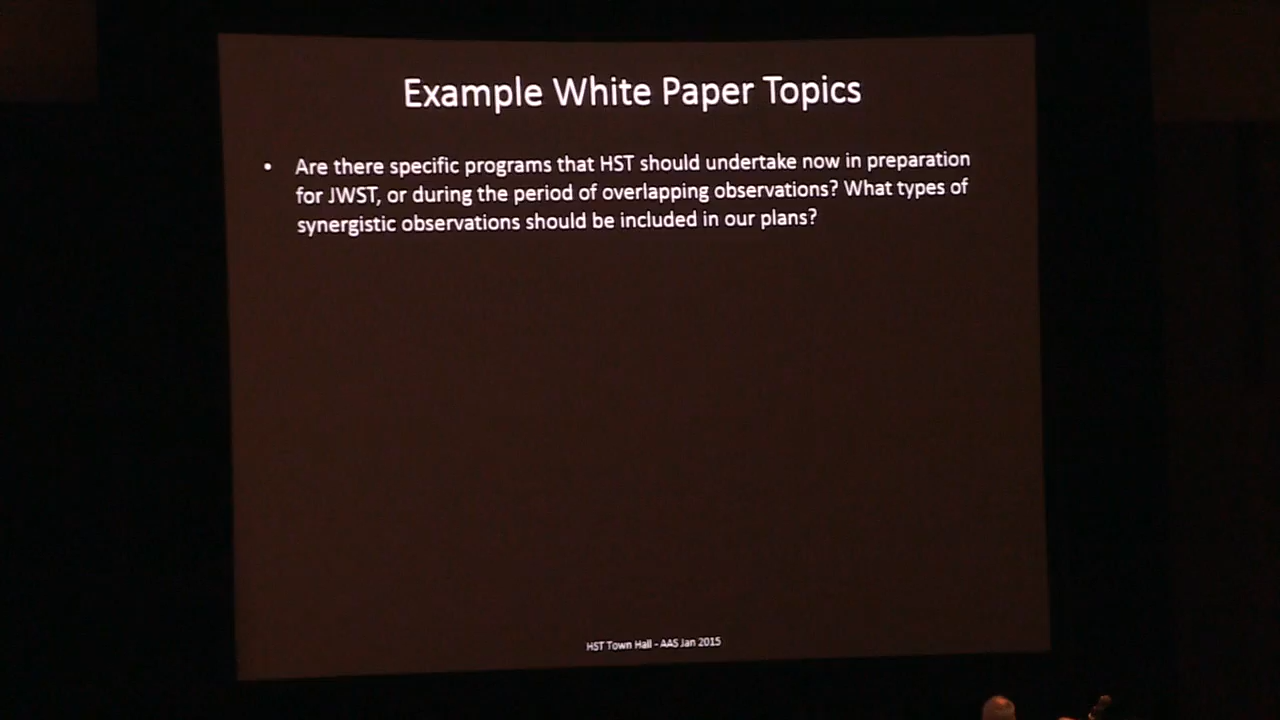 Example White Paper Topics
• Are there specific programs that HST should undertake now in preparation
for JWST, or during the period of overlapping observations? What types of
synergistic observations should be included in our plans?
HST Town Hall - AAS Jan 2015